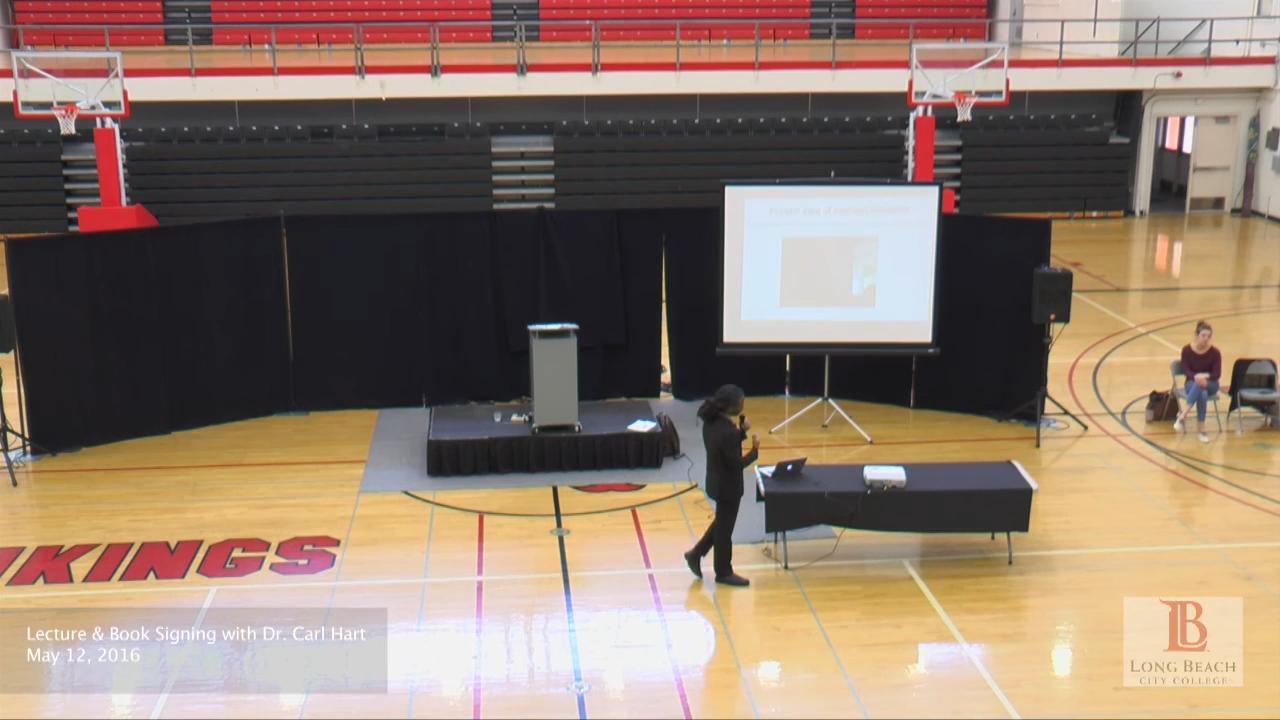 VIKINGS
Lecture & Book Signing with Dr. Carl Hart
May 12, 2016
LB
LONG BEACH
CITY COLLEGE